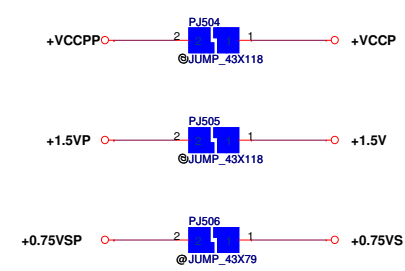 PJ504
+VCCPP 2 2 1 1 +VCCP
@JUMP_43X118
PJ505
+1.5VP 2 2 1 1 +1.5V
@JUMP_43X118
PJ506
+0.75VSP 2 2 1 1 +0.75VS
@JUMP_43X79